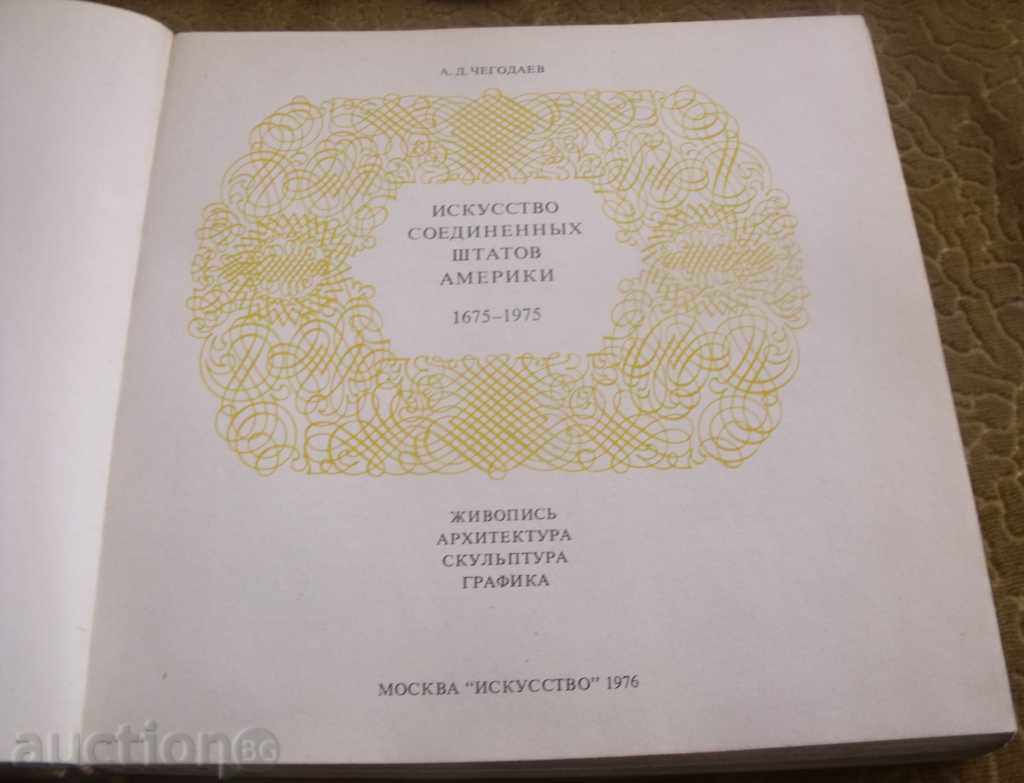 А. Д. ЧЕГОДАЕВ
ИСКУССТВО
СОЕДИНЕННЫХ
ШТАТОВ
АМЕРИКИ
1675–1975
ЖИВОПИСЬ
АРХИТЕКТУРА
СКУЛЬПТУРА
ГРАФИКА
МОСКВА "ИСКУССТВО" 1976
auction BG